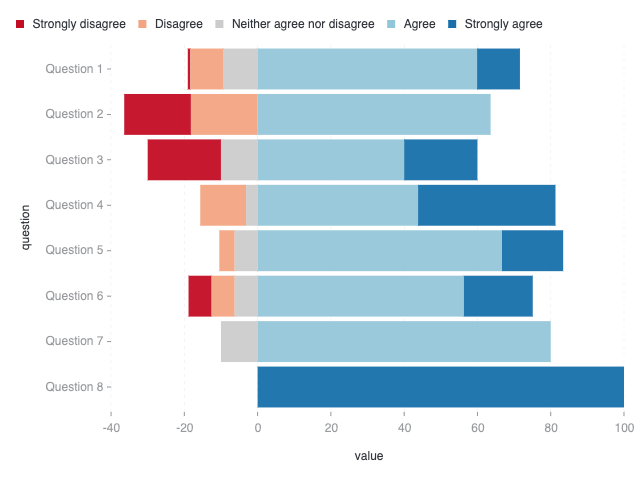 Strongly disagree Disagree Neither agree nor disagree Agree Strongly agree
Question 1
Question 2
Question 3
Question 4
Question 5
Question 6
Question 7
Question 8
question
-40 -20 0 20 40 60 80 100
value